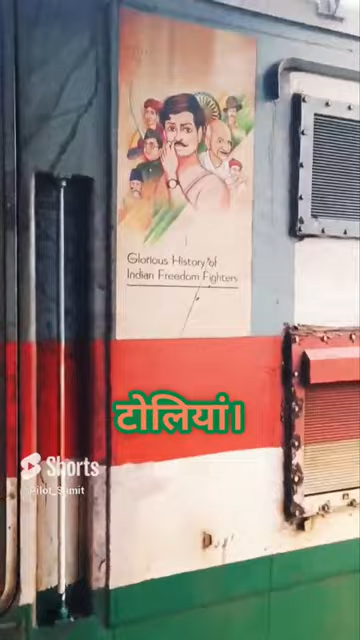 Glorious History of
Indian Freedom Fighters
टोलियां।
Shorts
Pilot_Sumit